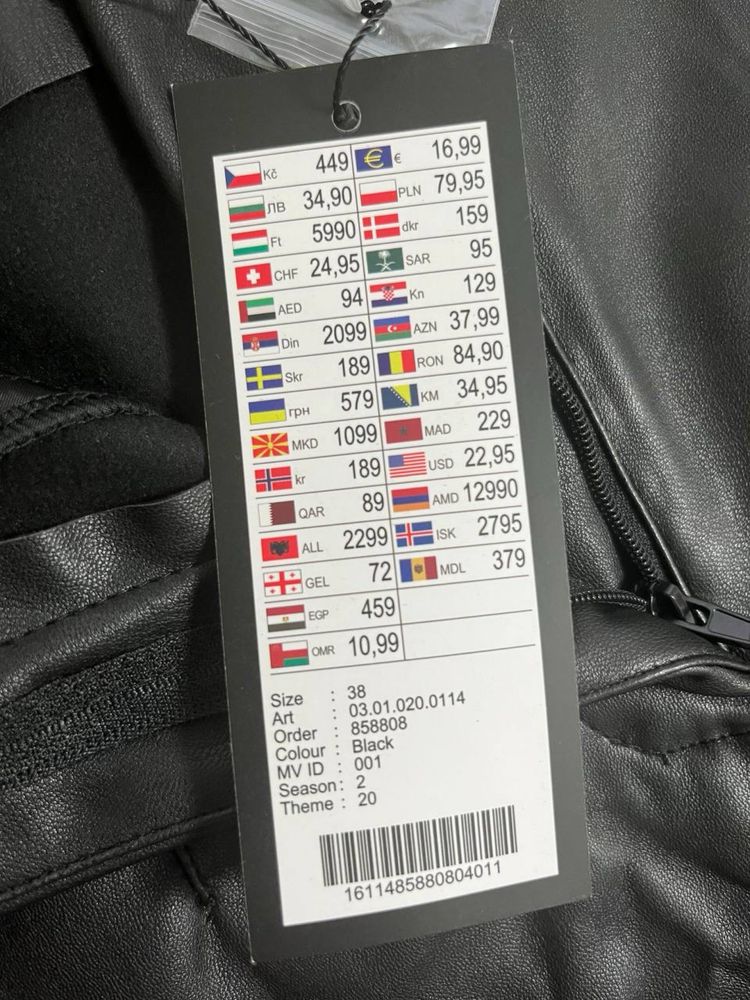 Kč 449 € 16,99
ЛВ 34,90 PLN 79,95
Ft 5990 dkr 159
CHF 24,95 SAR 95
AED 94 Kn 129
Din 2099 AZN 37,99
Skr 189 RON 84,90
грн 579 KM 34,95
MKD 1099 MAD 229
kr 189 USD 22,95
QAR 89 AMD 12990
ALL 2299 ISK 2795
GEL 72 MDL 379
EGP 459
OMR 10,99
Size : 38
Art : 03.01.020.0114
Order : 858808
Colour : Black
MV ID : 001
Season : 2
Theme : 20
1611485880804011